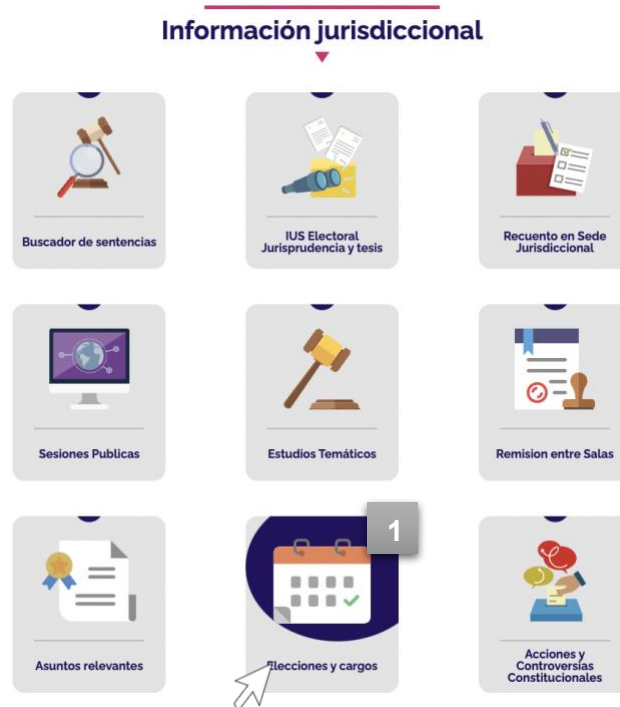 Información jurisdiccional
Buscador de sentencias
IUS Electoral
Jurisprudencia y tesis
Recuento en Sede
Jurisdiccional
Sesiones Publicas
Estudios Temáticos
Remision entre Salas
1
Asuntos relevantes
Elecciones y cargos
Acciones y
Controversias
Constitucionales